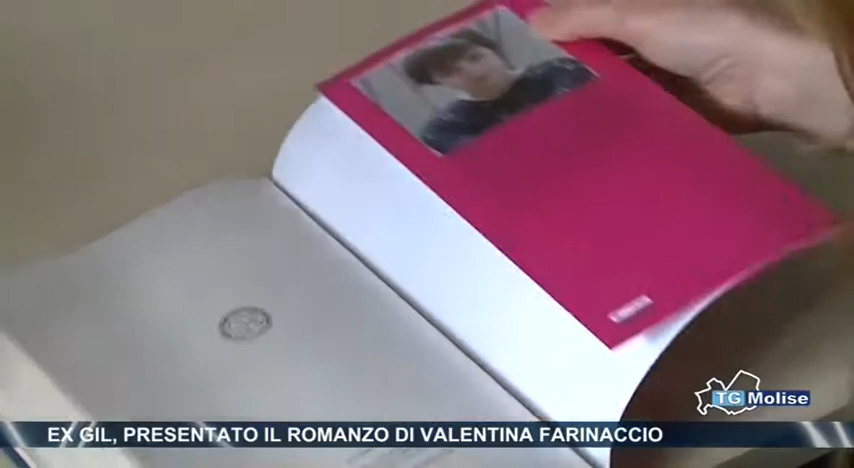 TG Molise
EX GIL, PRESENTATO IL ROMANZO DI VALENTINA FARINACCIO